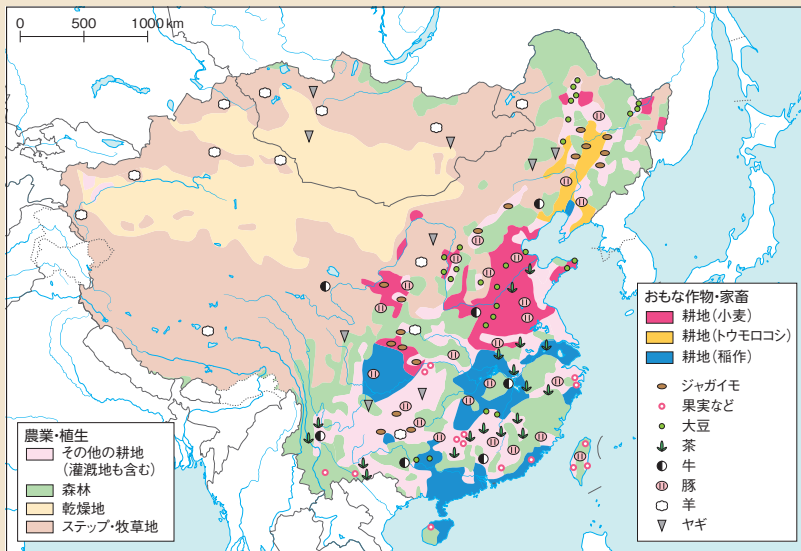 0 500 1000km
おもな作物・家畜
耕地(小麦)
耕地(トウモロコシ)
耕地(稲作)
ジャガイモ
果実など
大豆
茶
牛
豚
羊
ヤギ
農業・植生
その他の耕地
(灌漑地も含む)
森林
乾燥地
ステップ・牧草地